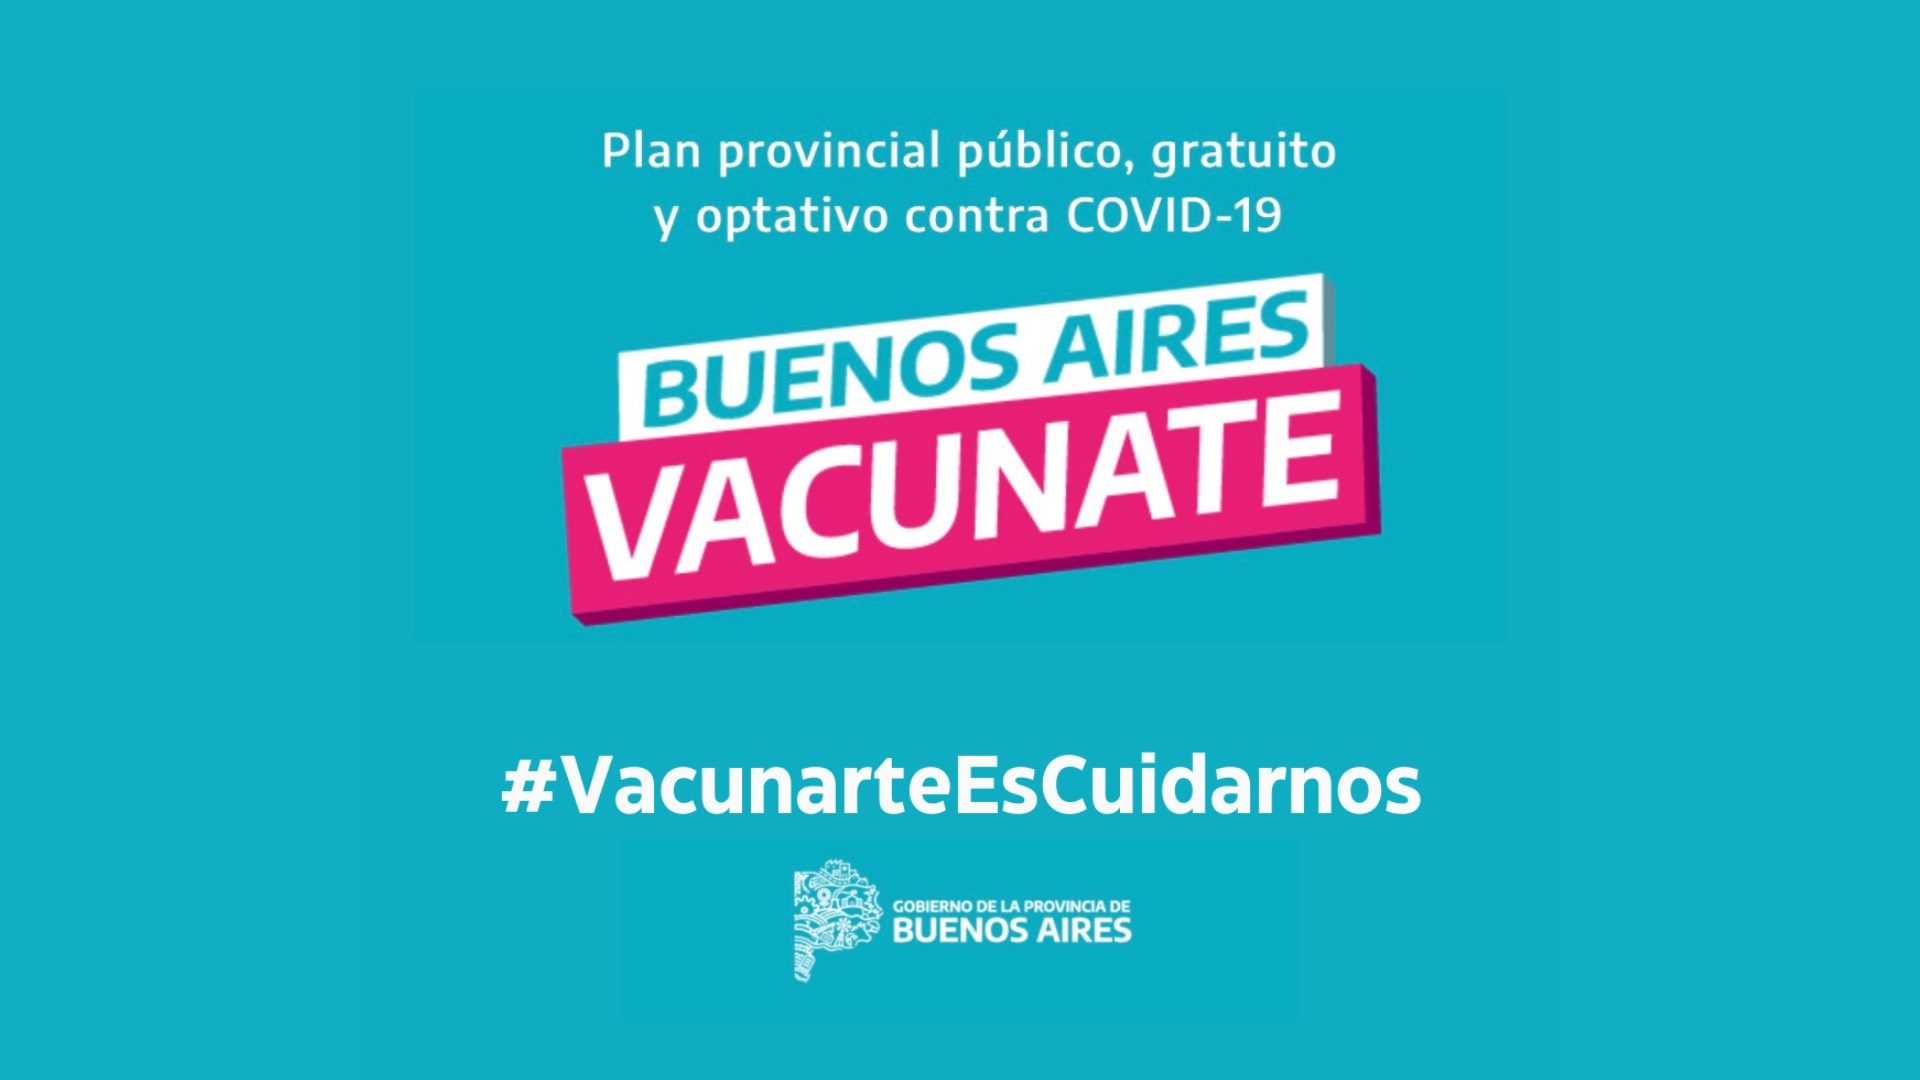 Plan provincial público, gratuito
y optativo contra COVID-19
BUENOS AIRES
VACUNATE
#VacunarteEsCuidarnos
GOBIERNO DE LA PROVINCIA DE
BUENOS AIRES